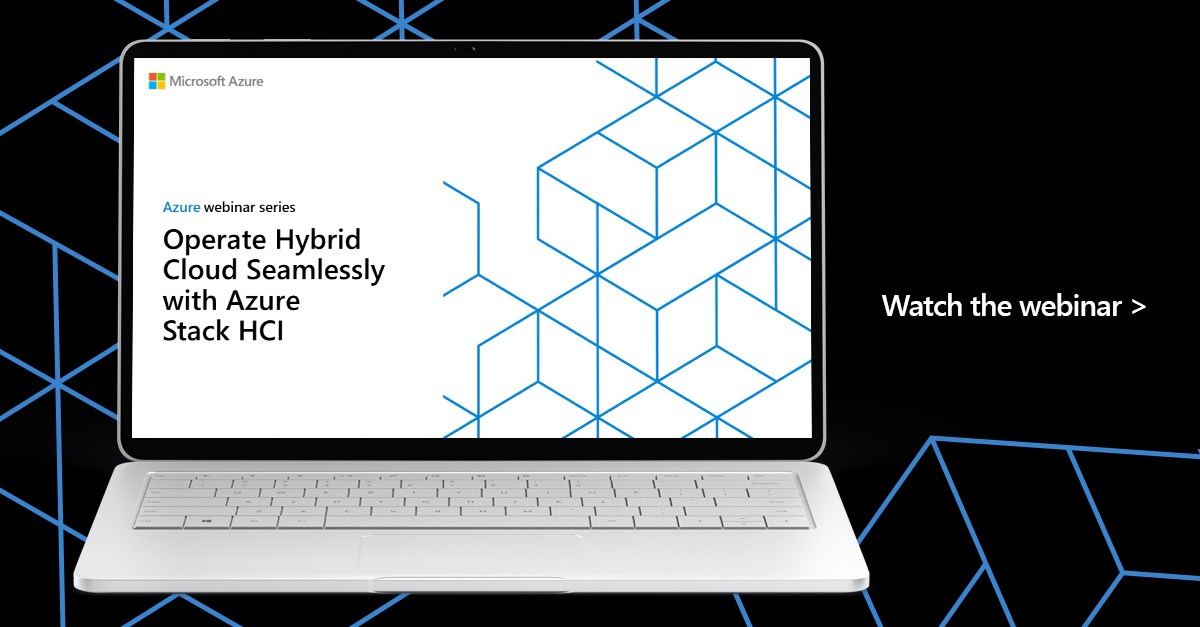 Microsoft Azure
Azure webinar series
Operate Hybrid
Cloud Seamlessly
with Azure
Stack HCI
Watch the webinar >